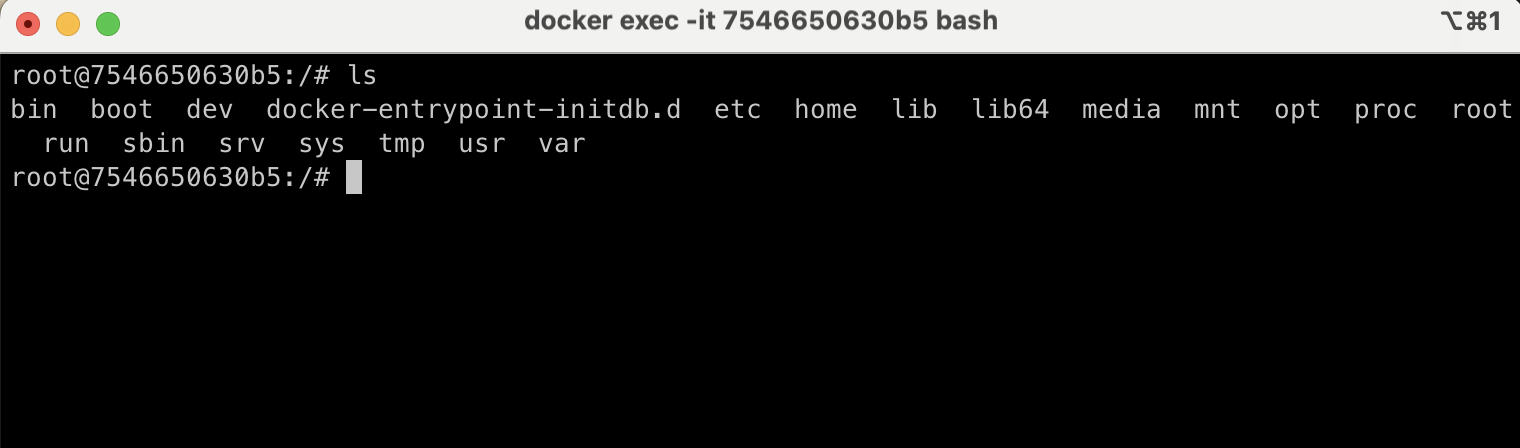 docker exec -it 7546650630b5 bash ⌥⌘1
root@7546650630b5:/# ls
bin  boot  dev  docker-entrypoint-initdb.d  etc  home  lib  lib64  media  mnt  opt  proc  root
  run  sbin  srv  sys  tmp  usr  var
root@7546650630b5:/#